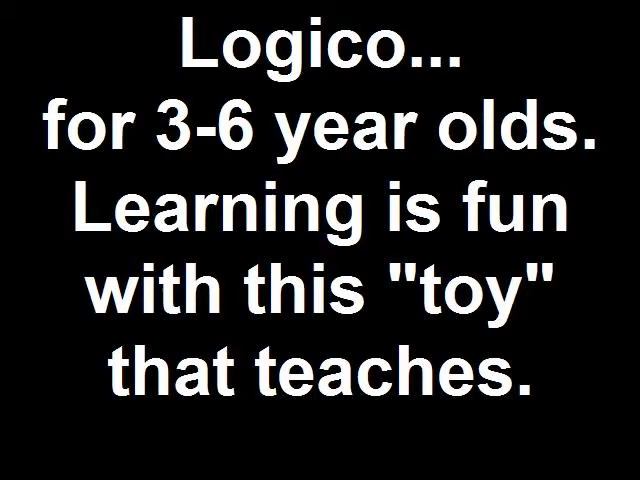 Logico...
for 3-6 year olds.
Learning is fun
with this "toy"
that teaches.